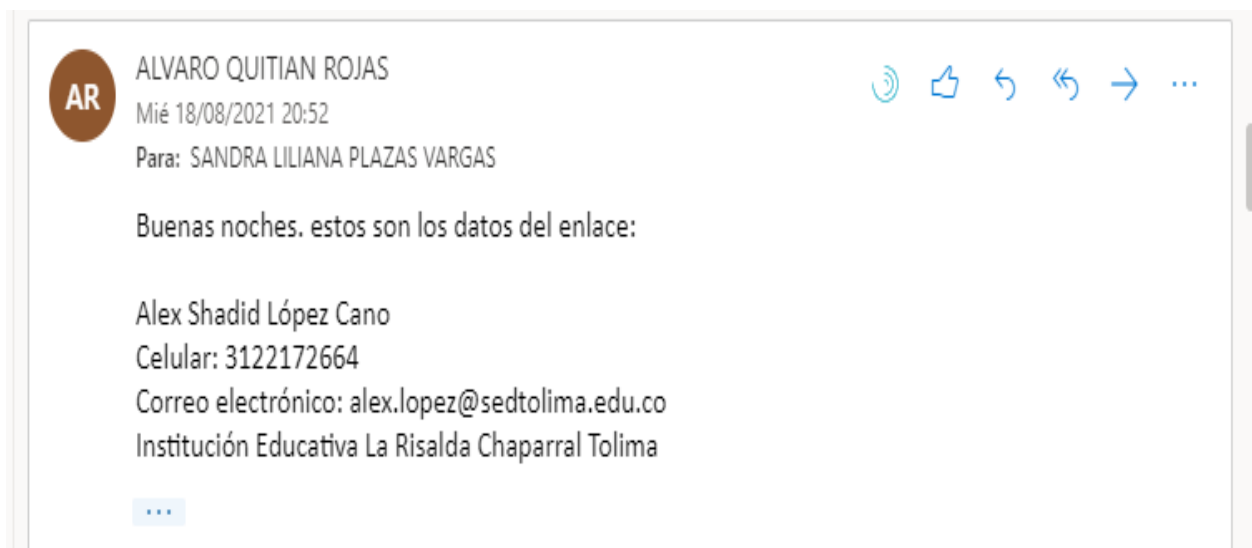 AR
ALVARO QUITIAN ROJAS
Mié 18/08/2021 20:52
Para: SANDRA LILIANA PLAZAS VARGAS
Buenas noches. estos son los datos del enlace:
Alex Shadid López Cano
Celular: 3122172664
Correo electrónico: alex.lopez@sedtolima.edu.co
Institución Educativa La Risalda Chaparral Tolima